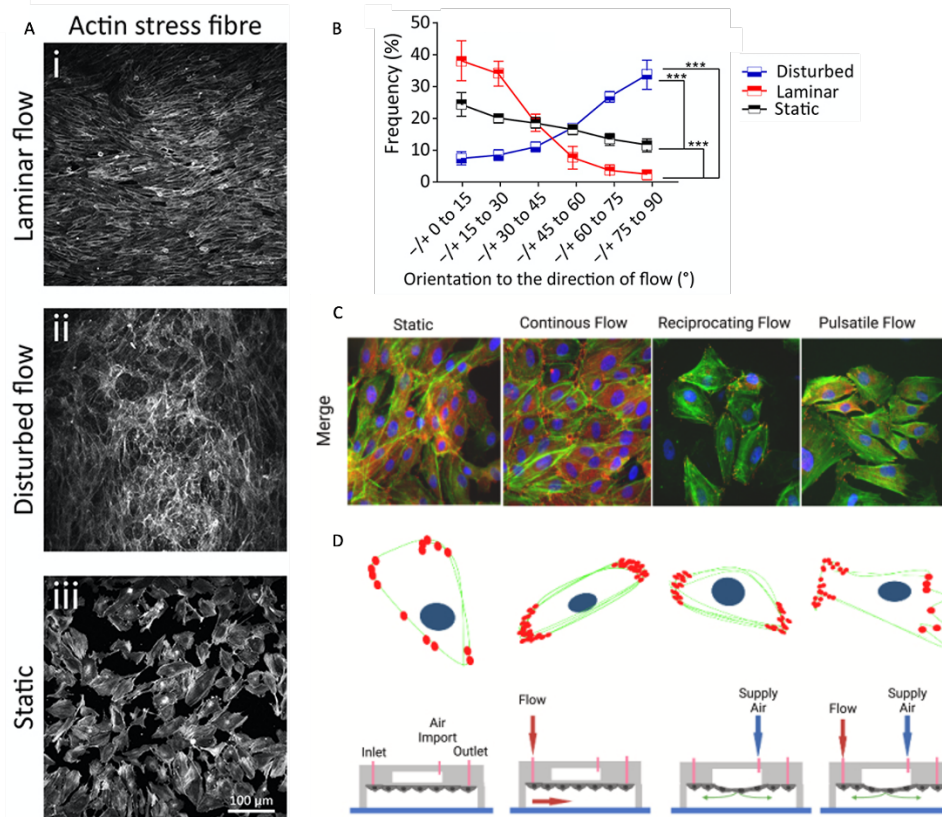 A
Actin stress fibre
i
Laminar flow
ii
Disturbed flow
iii
Static
100 µm
B
Frequency (%)
50
40
30
20
10
0
−/+ 0 to 15
−/+ 15 to 30
−/+ 30 to 45
−/+ 45 to 60
−/+ 60 to 75
−/+ 75 to 90
Orientation to the direction of flow (°)
***
***
***
Disturbed
Laminar
Static
C
Static
Continous Flow
Reciprocating Flow
Pulsatile Flow
Merge
D
Inlet
Air
Import
Outlet
Flow
Supply
Air
Flow
Supply
Air